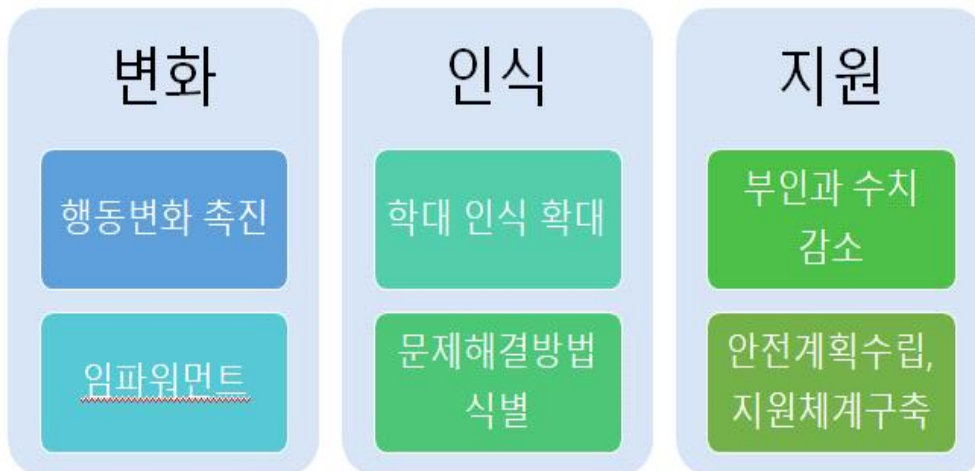 변화
행동변화 촉진
임파워먼트
인식
학대 인식 확대
문제해결방법
식별
지원
부인과 수치
감소
안전계획수립,
지원체계구축